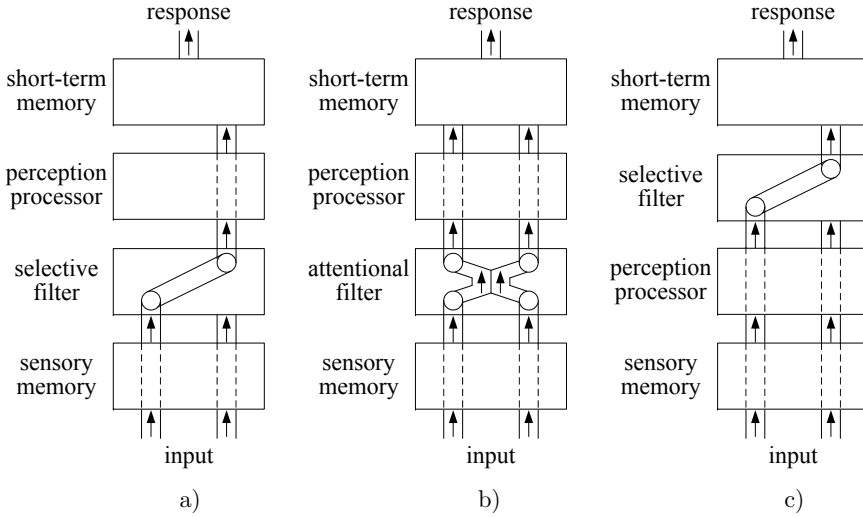 response
short-term
memory
perception
processor
selective
filter
sensory
memory
input
a)
response
short-term
memory
perception
processor
attentional
filter
sensory
memory
input
b)
response
short-term
memory
selective
filter
perception
processor
sensory
memory
input
c)